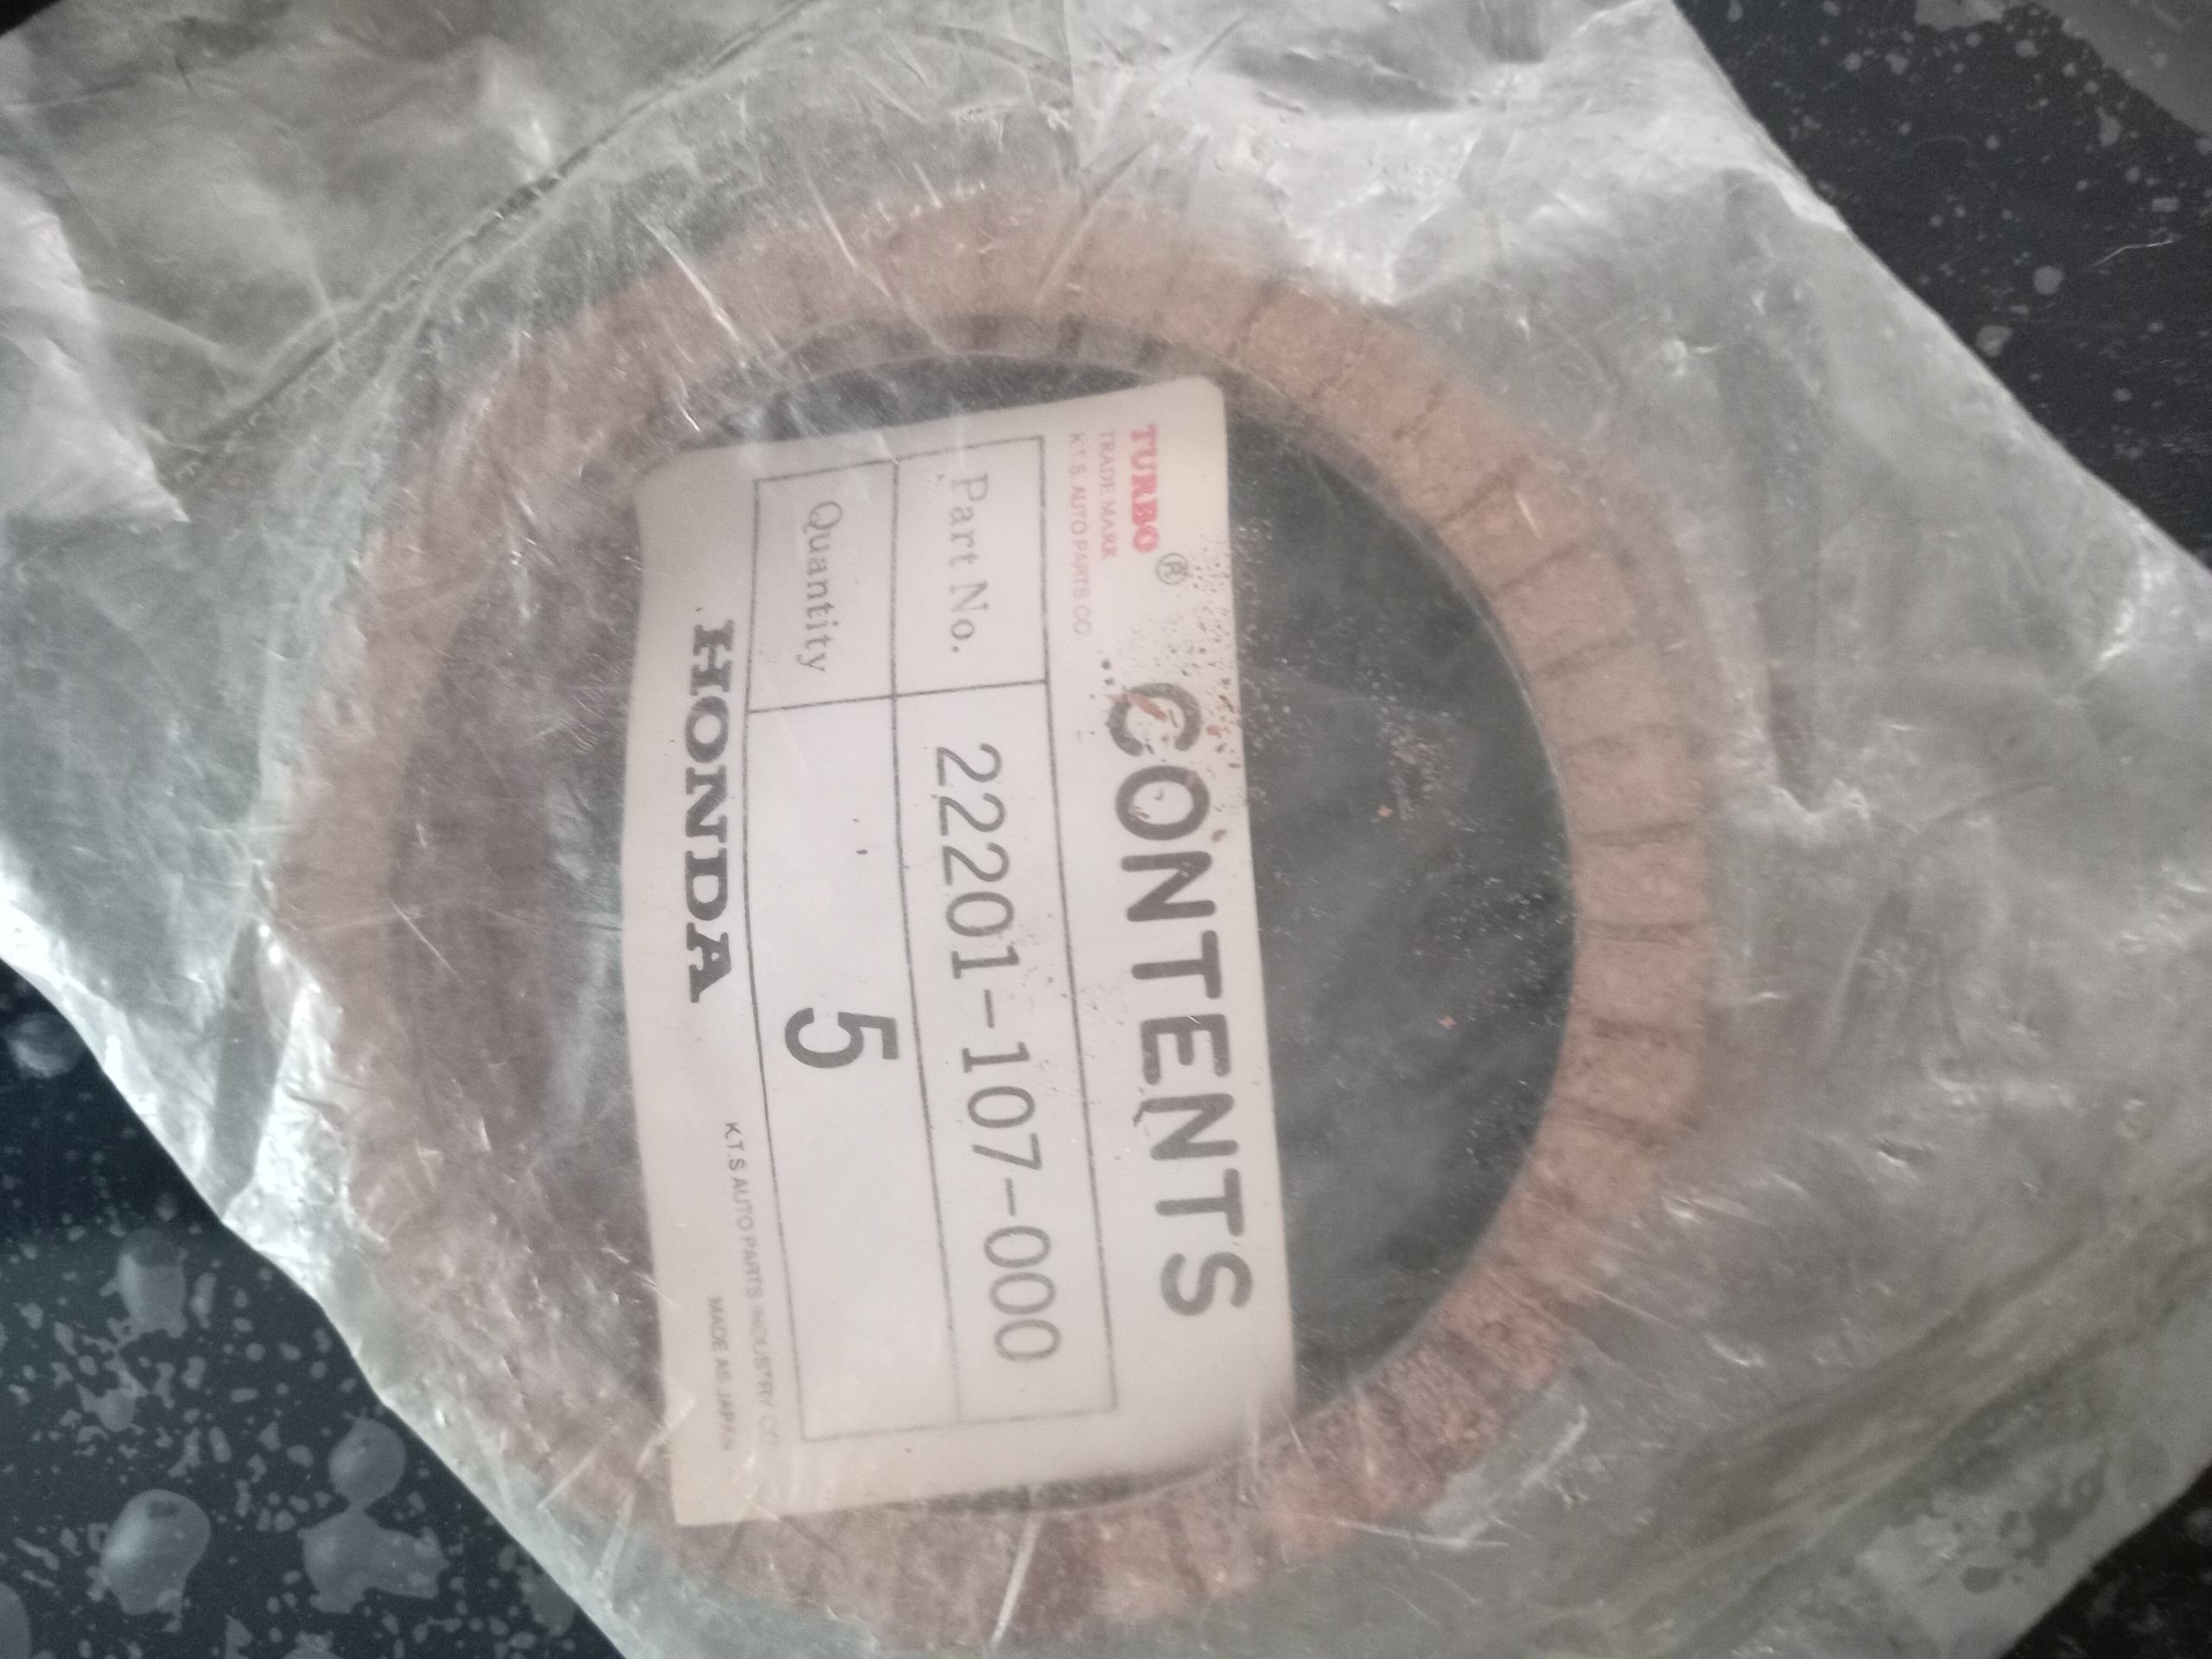 TURBO ®
TRADE MARK
K.T.S. AUTO PARTS CO.
CONTENTS
Part No. 22201-107-000
Quantity 5
HONDA
K.T.S AUTO PARTS INDUSTRY CO.
MADE AS JAPAN